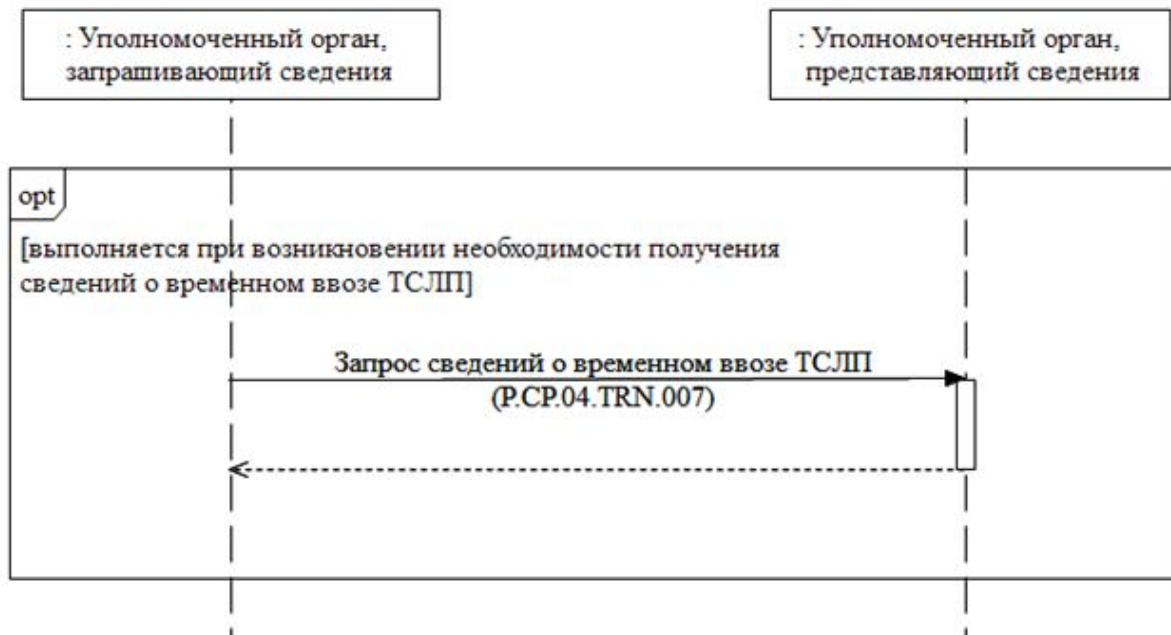 : Уполномоченный орган,
запрашивающий сведения
: Уполномоченный орган,
представляющий сведения
opt
[выполняется при возникновении необходимости получения
сведений о временном ввозе ТСЛП]
Запрос сведений о временном ввозе ТСЛП
(P.CP.04.TRN.007)